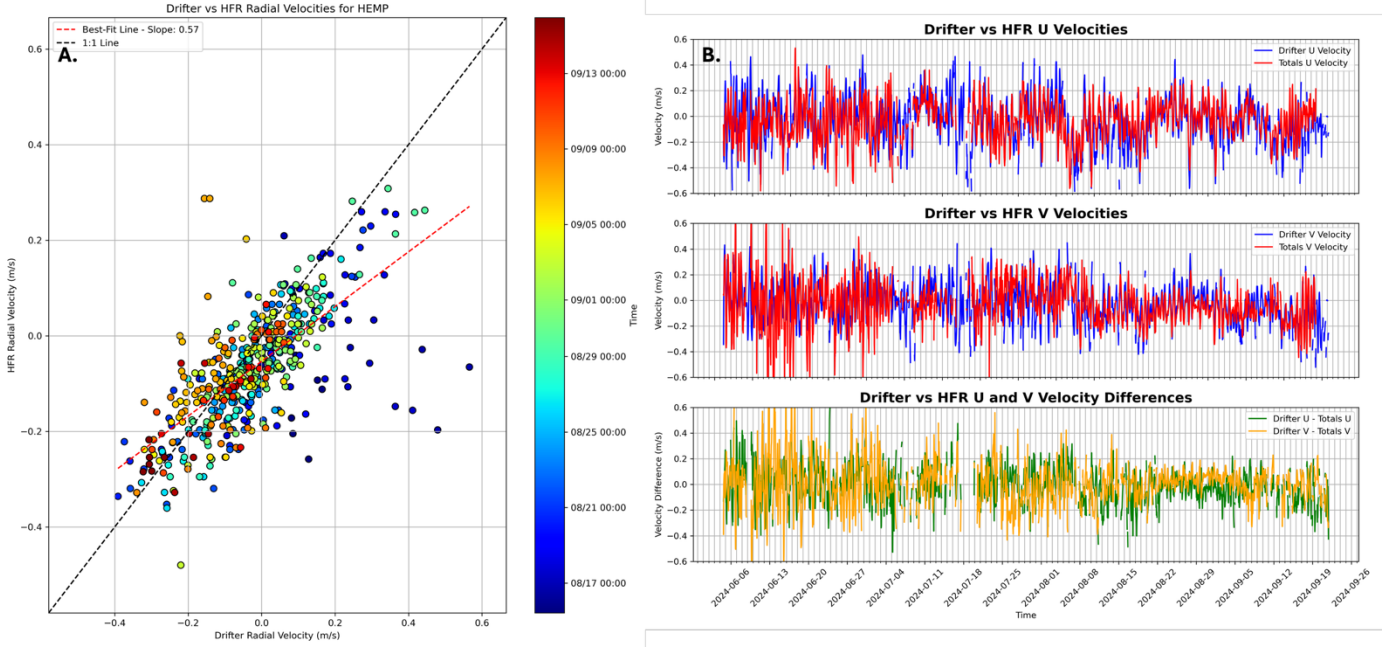 Drifter vs HFR Radial Velocities for HEMP
Best-Fit Line - Slope: 0.57
1:1 Line
A.
0.6
0.4
0.2
0.0
−0.2
−0.4
HFR Radial Velocity (m/s)
−0.4
−0.2
0.0
0.2
0.4
0.6
Drifter Radial Velocity (m/s)
09/13 00:00
09/09 00:00
09/05 00:00
09/01 00:00
08/29 00:00
08/25 00:00
08/21 00:00
08/17 00:00
Time
Drifter vs HFR U Velocities
B.
Drifter U Velocity
Totals U Velocity
0.6
0.4
0.2
0.0
−0.2
−0.4
−0.6
Velocity (m/s)
Drifter vs HFR V Velocities
Drifter V Velocity
Totals V Velocity
0.6
0.4
0.2
0.0
−0.2
−0.4
−0.6
Velocity (m/s)
Drifter vs HFR U and V Velocity Differences
Drifter U - Totals U
Drifter V - Totals V
0.6
0.4
0.2
0.0
−0.2
−0.4
−0.6
Velocity Difference (m/s)
2024-06-06
2024-06-13
2024-06-20
2024-06-27
2024-07-04
2024-07-11
2024-07-18
2024-07-25
2024-08-01
2024-08-08
2024-08-15
2024-08-22
2024-08-29
2024-09-05
2024-09-12
2024-09-19
2024-09-26
Time